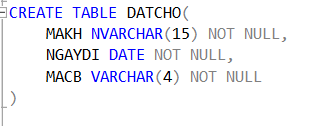 CREATE TABLE DATCHO(
MAKH NVARCHAR(15) NOT NULL,
NGAYDI DATE NOT NULL,
MACB VARCHAR(4) NOT NULL
)